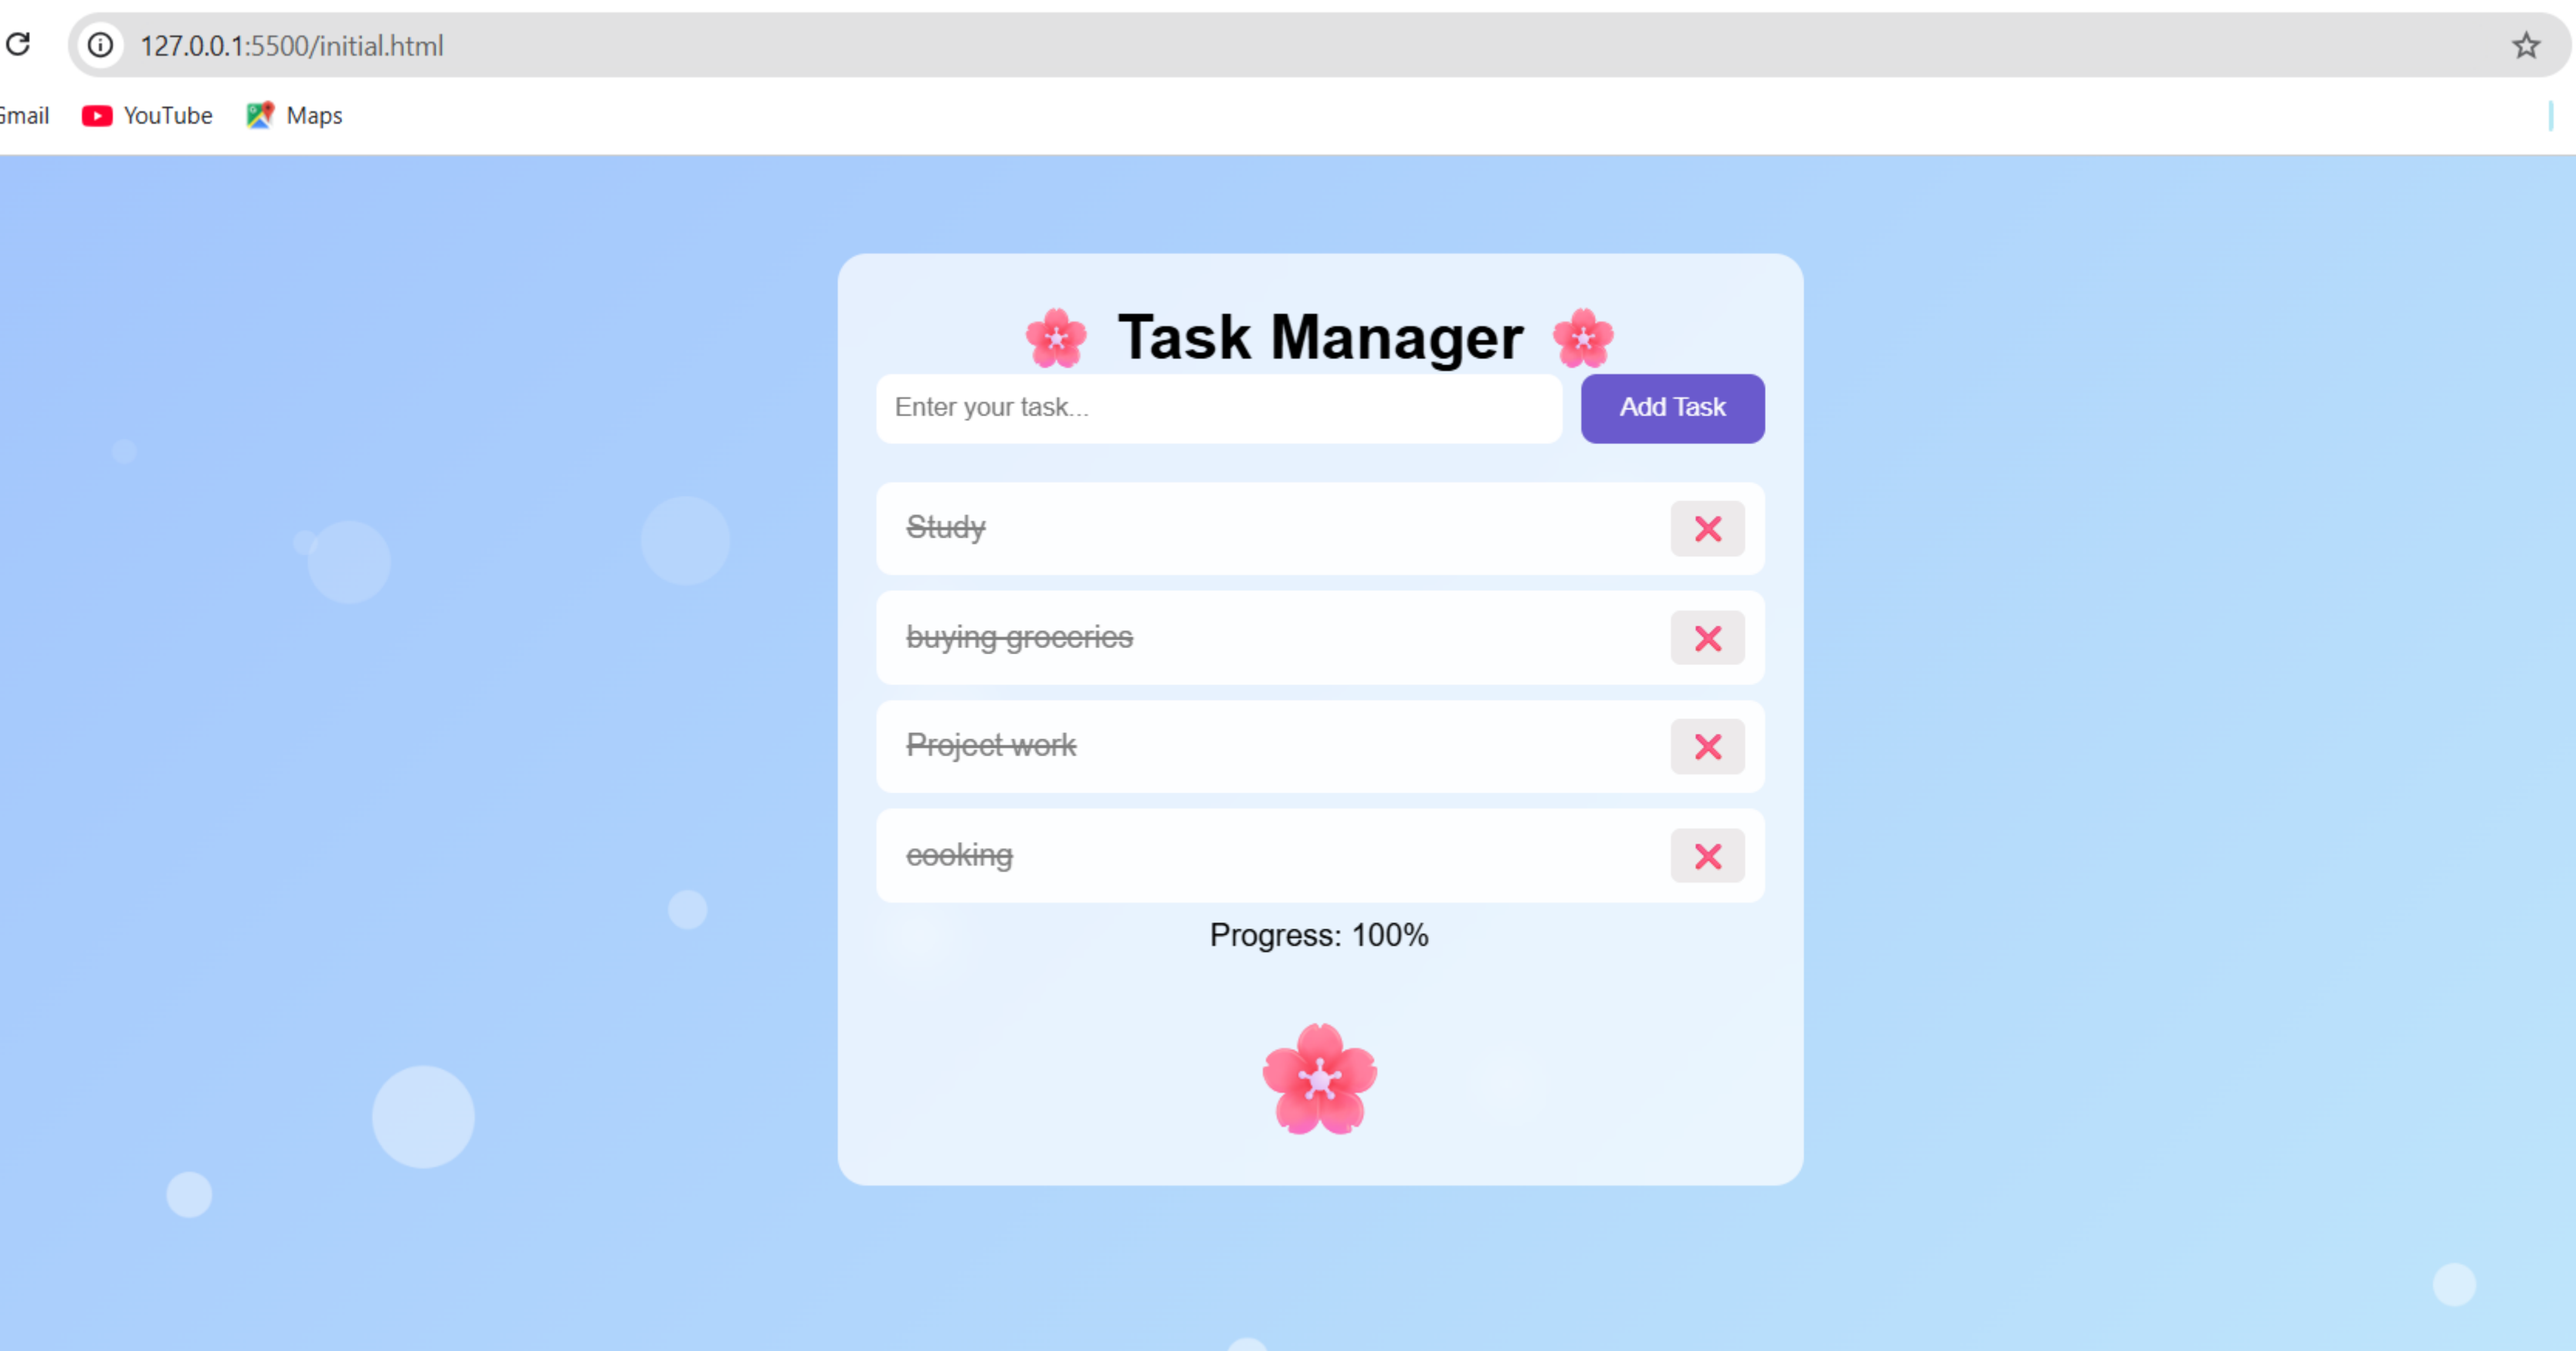 127.0.0.1:5500/initial.html
Gmail YouTube Maps
Task Manager
Enter your task... Add Task
Study
buying groceries
Project work
cooking
Progress: 100%